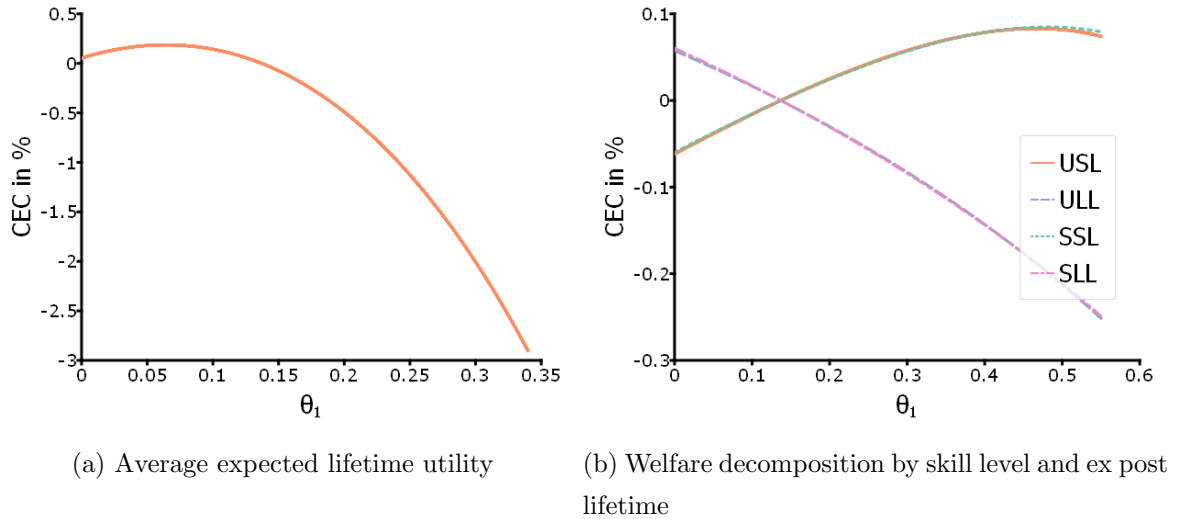 0.5
0
-0.5
-1
-1.5
-2
-2.5
-3
CEC in %
0 0.05 0.1 0.15 0.2 0.25 0.3 0.35
θ1
0.1
0
-0.1
-0.2
-0.3
CEC in %
USL
ULL
SSL
SLL
0 0.1 0.2 0.3 0.4 0.5 0.6
θ1
(a) Average expected lifetime utility
(b) Welfare decomposition by skill level and ex post
lifetime